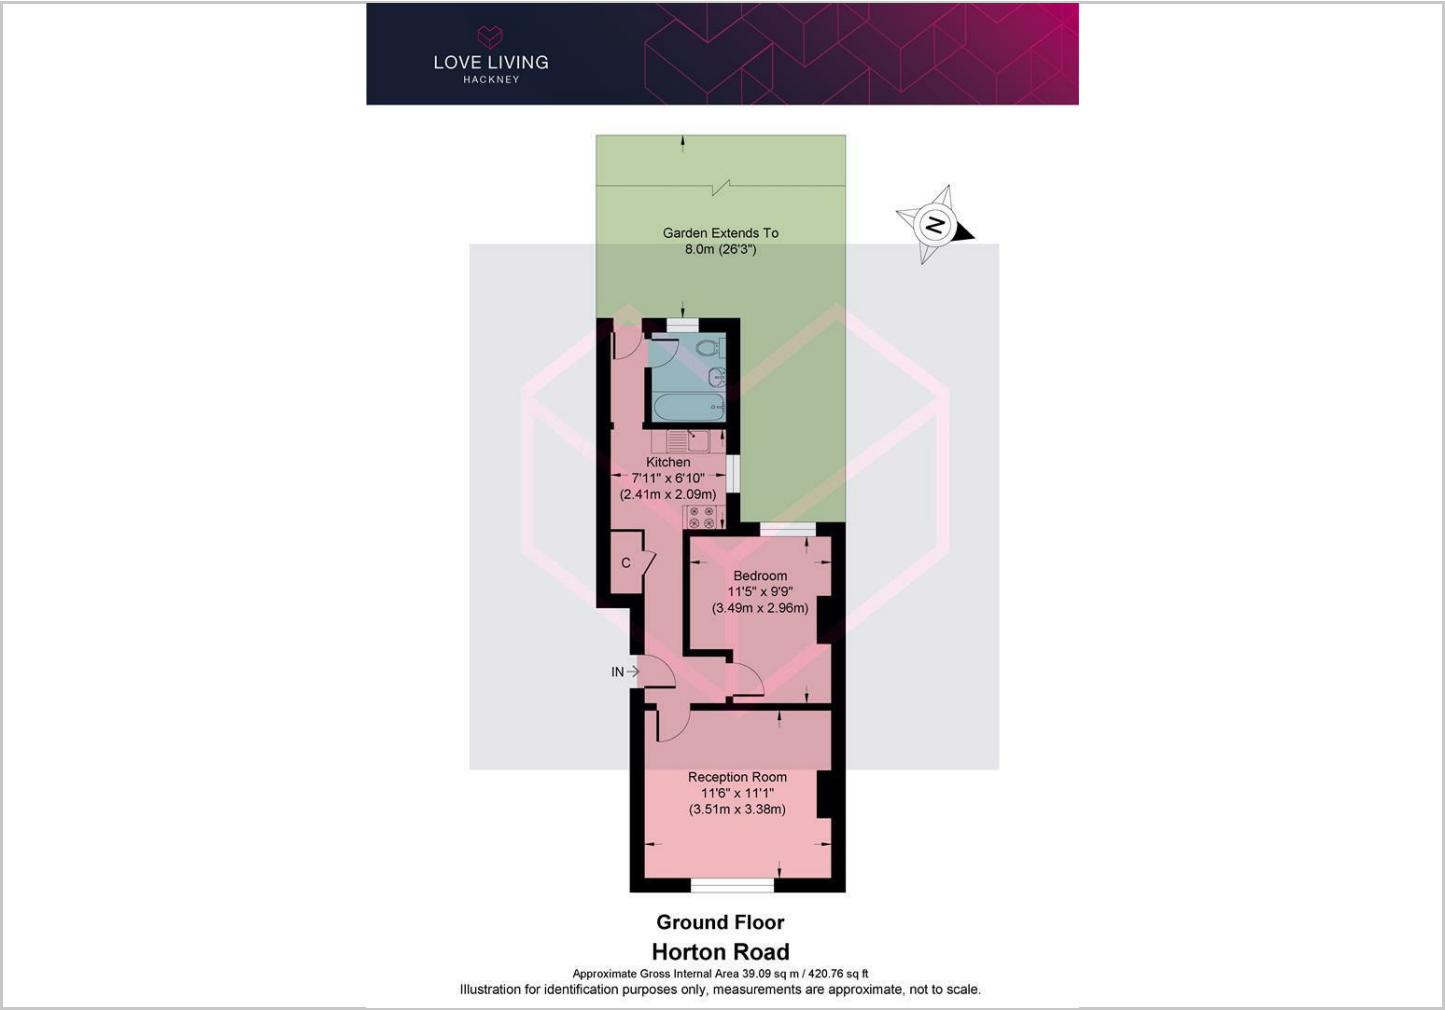 LOVE LIVING
HACKNEY
N
Garden Extends To
8.0m (26'3")
Kitchen
7'11" x 6'10"
(2.41m x 2.09m)
C
Bedroom
11'5" x 9'9"
(3.49m x 2.96m)
IN
Reception Room
11'6" x 11'1"
(3.51m x 3.38m)
Ground Floor
Horton Road
Approximate Gross Internal Area 39.09 sq m / 420.76 sq ft
Illustration for identification purposes only, measurements are approximate, not to scale.